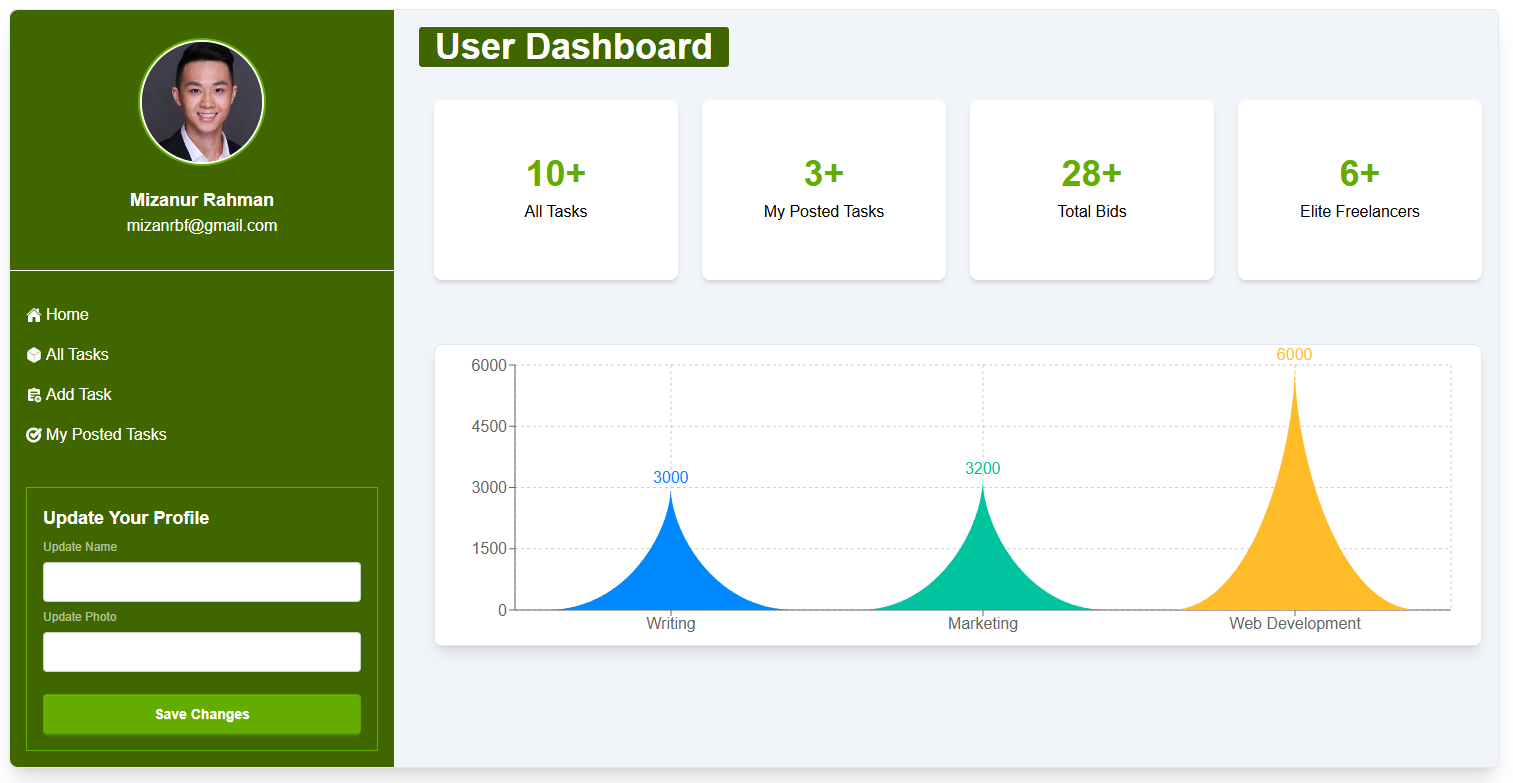 Mizanur Rahman
mizanrbf@gmail.com
Home
All Tasks
Add Task
My Posted Tasks
Update Your Profile
Update Name
Update Photo
Save Changes
User Dashboard
10+
All Tasks
3+
My Posted Tasks
28+
Total Bids
6+
Elite Freelancers
6000
4500
3000
1500
0
3000
3200
6000
Writing
Marketing
Web Development